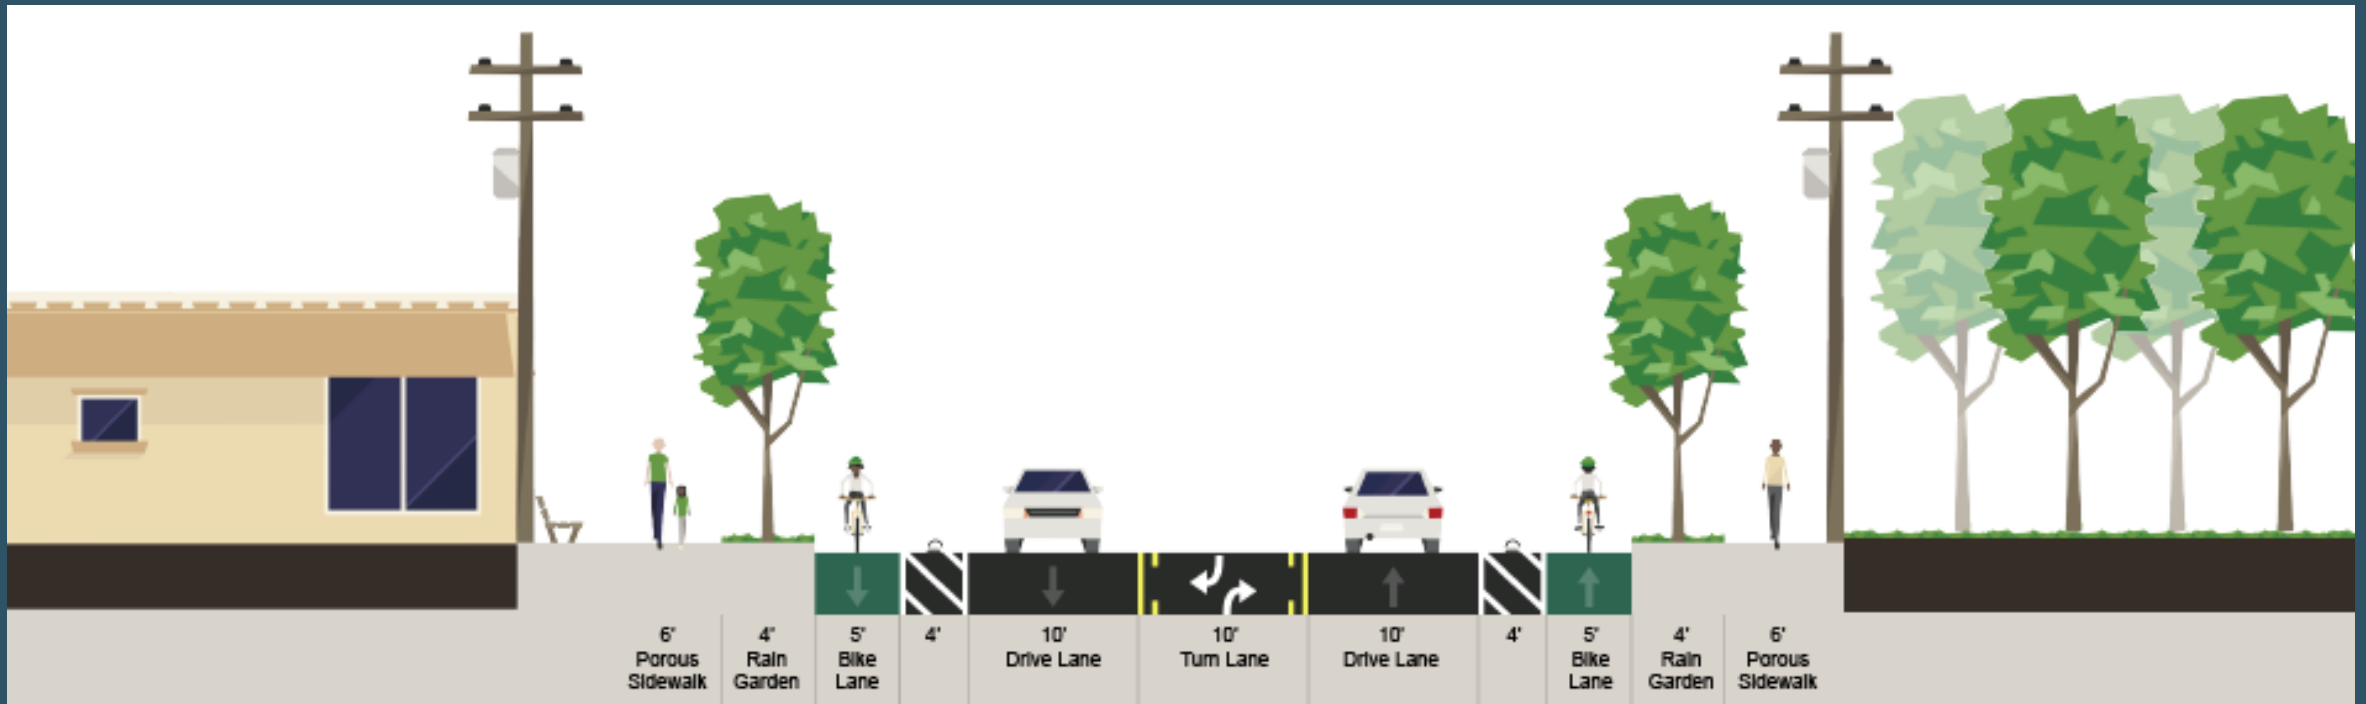 6'
Porous
Sidewalk
4'
Rain
Garden
5'
Bike
Lane
4'
10'
Drive Lane
10'
Turn Lane
10'
Drive Lane
4'
5'
Bike
Lane
4'
Rain
Garden
6'
Porous
Sidewalk